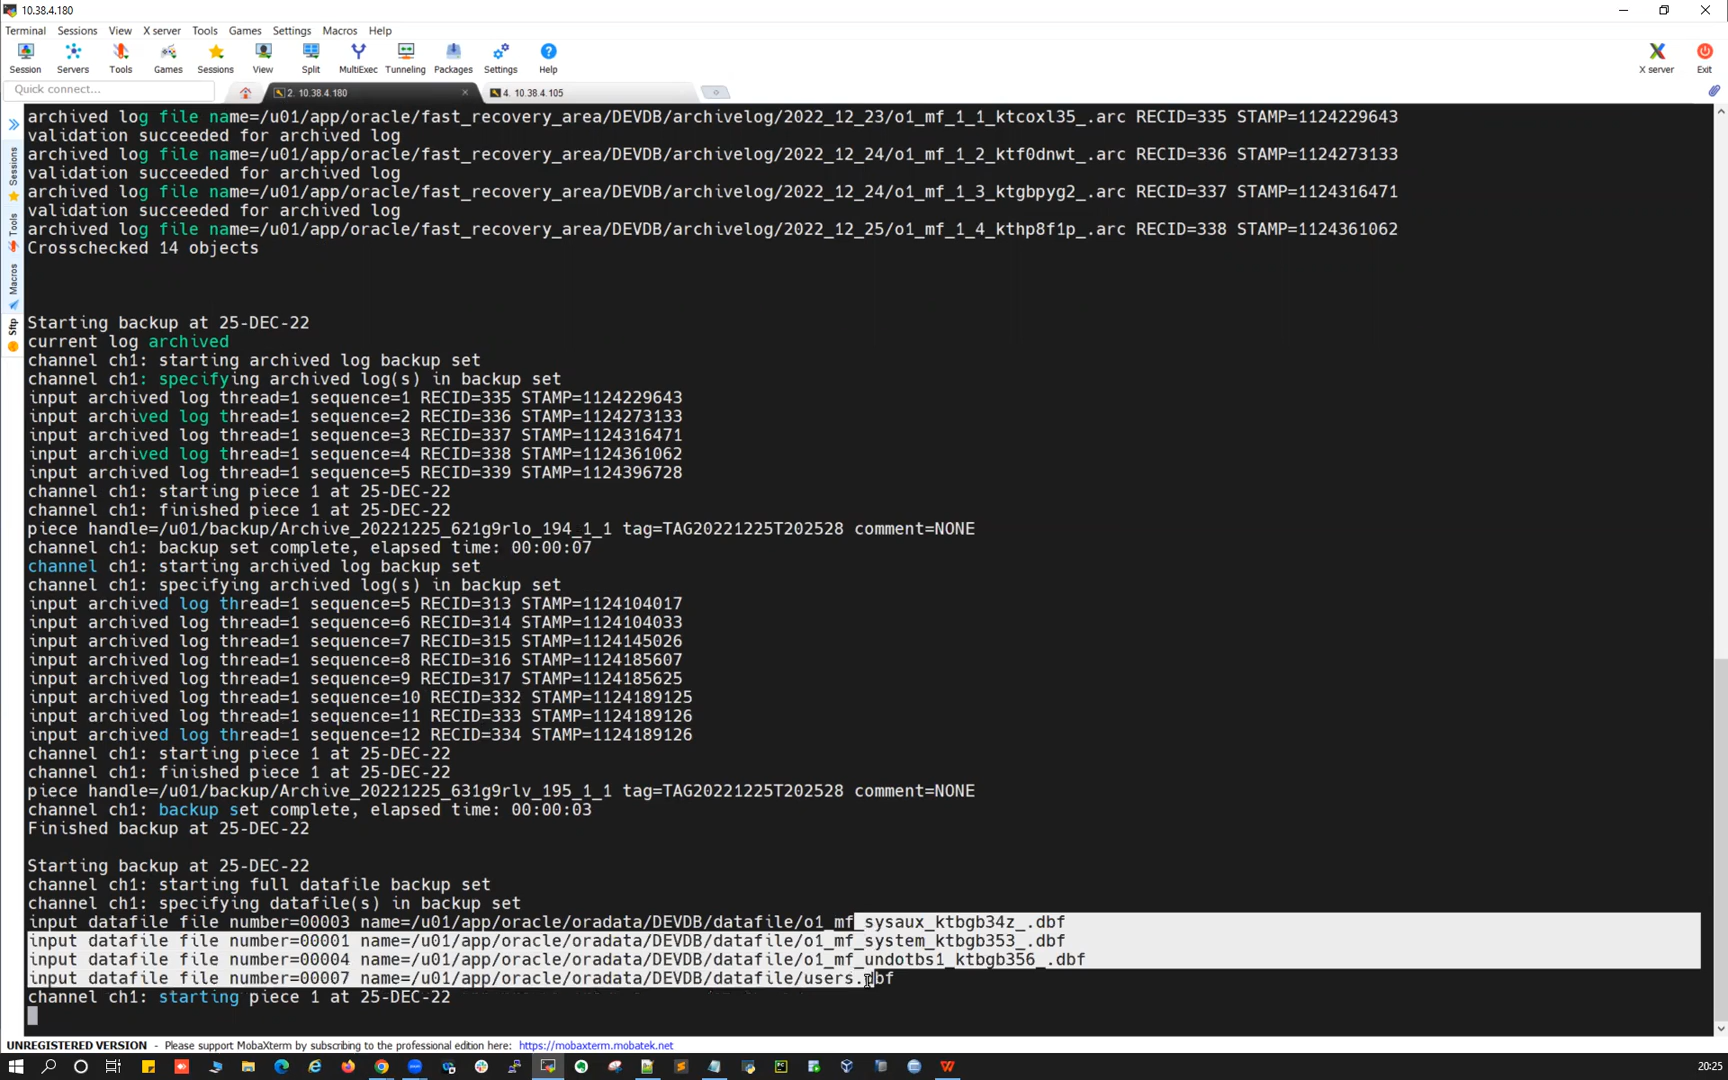 10.38.4.180
Terminal Sessions View X server Tools Games Settings Macros Help
Session Servers Tools Games Sessions View Split MultiExec Tunneling Packages Settings Help X server Exit
Quick connect...
2. 10.38.4.180
4. 10.38.4.105
Sessions
Tools
Macros
Sftp
archived log file name=/u01/app/oracle/fast_recovery_area/DEVDB/archivelog/2022_12_23/o1_mf_1_1_ktcoxl35_.arc RECID=335 STAMP=1124229643
validation succeeded for archived log
archived log file name=/u01/app/oracle/fast_recovery_area/DEVDB/archivelog/2022_12_24/o1_mf_1_2_ktf0dnwt_.arc RECID=336 STAMP=1124273133
validation succeeded for archived log
archived log file name=/u01/app/oracle/fast_recovery_area/DEVDB/archivelog/2022_12_24/o1_mf_1_3_ktgbpyg2_.arc RECID=337 STAMP=1124316471
validation succeeded for archived log
archived log file name=/u01/app/oracle/fast_recovery_area/DEVDB/archivelog/2022_12_25/o1_mf_1_4_kthp8f1p_.arc RECID=338 STAMP=1124361062
Crosschecked 14 objects
Starting backup at 25-DEC-22
current log archived
channel ch1: starting archived log backup set
channel ch1: specifying archived log(s) in backup set
input archived log thread=1 sequence=1 RECID=335 STAMP=1124229643
input archived log thread=1 sequence=2 RECID=336 STAMP=1124273133
input archived log thread=1 sequence=3 RECID=337 STAMP=1124316471
input archived log thread=1 sequence=4 RECID=338 STAMP=1124361062
input archived log thread=1 sequence=5 RECID=339 STAMP=1124396728
channel ch1: starting piece 1 at 25-DEC-22
channel ch1: finished piece 1 at 25-DEC-22
piece handle=/u01/backup/Archive_20221225_621g9rlo_194_1_1 tag=TAG20221225T202528 comment=NONE
channel ch1: backup set complete, elapsed time: 00:00:07
channel ch1: starting archived log backup set
channel ch1: specifying archived log(s) in backup set
input archived log thread=1 sequence=5 RECID=313 STAMP=1124104017
input archived log thread=1 sequence=6 RECID=314 STAMP=1124104033
input archived log thread=1 sequence=7 RECID=315 STAMP=1124145026
input archived log thread=1 sequence=8 RECID=316 STAMP=1124185607
input archived log thread=1 sequence=9 RECID=317 STAMP=1124185625
input archived log thread=1 sequence=10 RECID=332 STAMP=1124189125
input archived log thread=1 sequence=11 RECID=333 STAMP=1124189126
input archived log thread=1 sequence=12 RECID=334 STAMP=1124189126
channel ch1: starting piece 1 at 25-DEC-22
channel ch1: finished piece 1 at 25-DEC-22
piece handle=/u01/backup/Archive_20221225_631g9rlv_195_1_1 tag=TAG20221225T202528 comment=NONE
channel ch1: backup set complete, elapsed time: 00:00:03
Finished backup at 25-DEC-22
Starting backup at 25-DEC-22
channel ch1: starting full datafile backup set
channel ch1: specifying datafile(s) in backup set
input datafile file number=00003 name=/u01/app/oracle/oradata/DEVDB/datafile/o1_mf_sysaux_ktbgb34z_.dbf
input datafile file number=00001 name=/u01/app/oracle/oradata/DEVDB/datafile/o1_mf_system_ktbgb353_.dbf
input datafile file number=00004 name=/u01/app/oracle/oradata/DEVDB/datafile/o1_mf_undotbs1_ktbgb356_.dbf
input datafile file number=00007 name=/u01/app/oracle/oradata/DEVDB/datafile/users.dbf
channel ch1: starting piece 1 at 25-DEC-22
UNREGISTERED VERSION - Please support MobaXterm by subscribing to the professional edition here: https://mobaxterm.mobatek.net
20:25